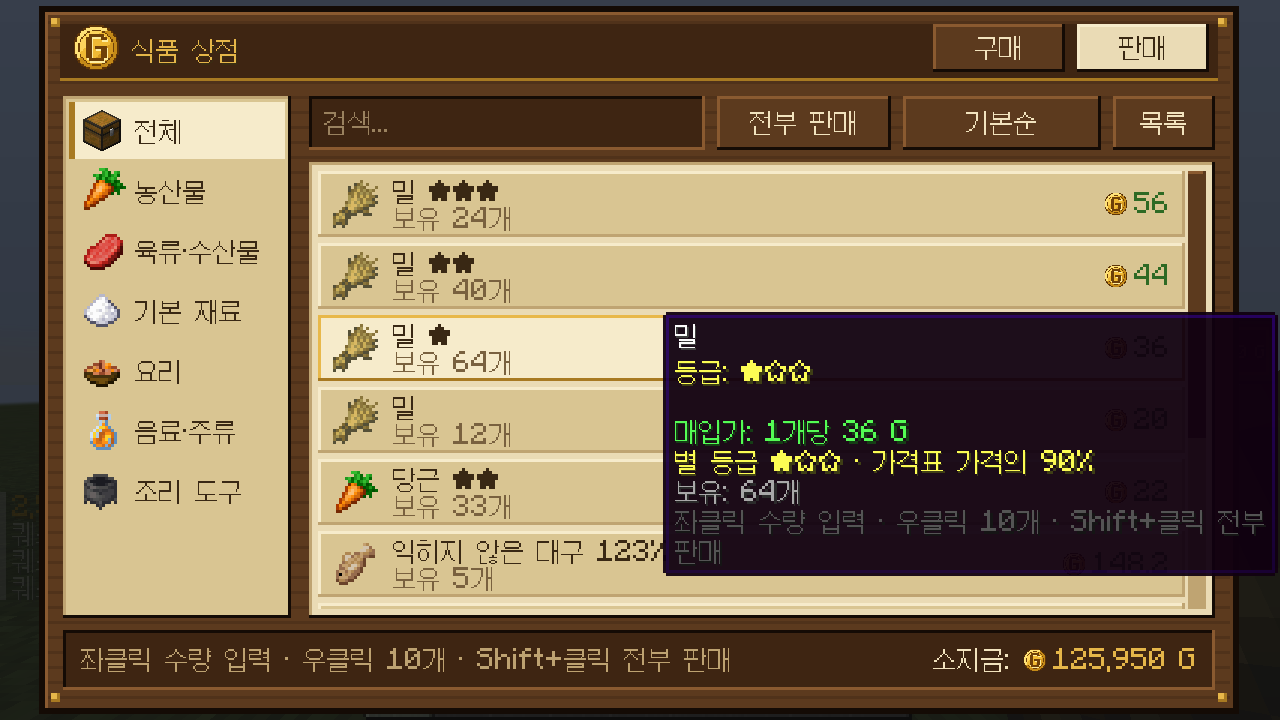 식품 상점
구매
판매
전체
농산물
육류·수산물
기본 재료
요리
음료·주류
조리 도구
검색...
전부 판매
기본순
목록
밀 ★★★
보유 24개
56
밀 ★★
보유 40개
44
밀 ★
보유 64개
36
밀
보유 12개
20
당근 ★★
보유 33개
22
익히지 않은 대구 123%
보유 5개
148.2
밀
등급: ★☆☆
매입가: 1개당 36 G
별 등급 ★☆☆ · 가격표 가격의 90%
보유: 64개
좌클릭 수량 입력 · 우클릭 10개 · Shift+클릭 전부
판매
좌클릭 수량 입력 · 우클릭 10개 · Shift+클릭 전부 판매
소지금: 125,950 G